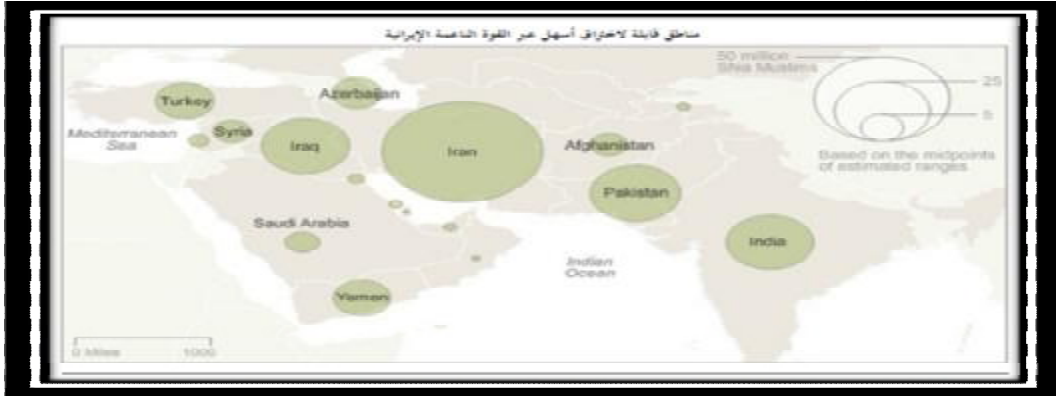 مناطق قابلة لاختراق أسهل عبر القوة الناعمة الإيرانية
50 million
Shia Muslims
25
5
Based on the midpoints
of estimated ranges
Turkey
Azerbaijan
Mediterranean
Sea
Syria
Iraq
Iran
Afghanistan
Pakistan
Saudi Arabia
India
Indian
Ocean
Yemen
0 Miles
1000